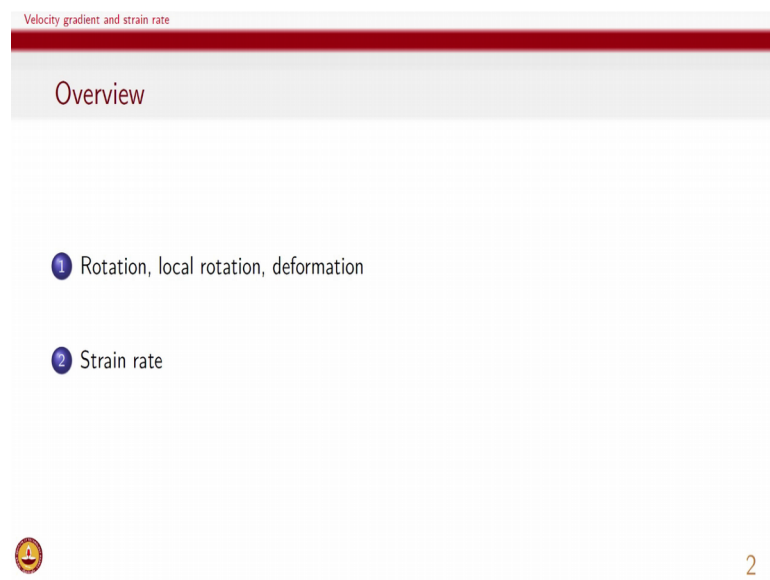 Velocity gradient and strain rate
Overview
1 Rotation, local rotation, deformation
2 Strain rate
2